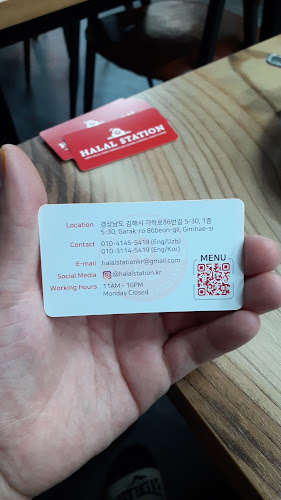 HALAL STATION
Location 경상남도 김해시 가락로86번길 5-30, 1층
5-30, Garak-ro 86beon-gil, Gimhae-si
Contact 010-4145-5419 (Eng/Uzb)
010-3114-5419 (Eng/Kor)
E-mail halalstationkr@gmail.com
Social Media @halalstation.kr
Working Hours 11AM - 10PM
Monday Closed
MENU